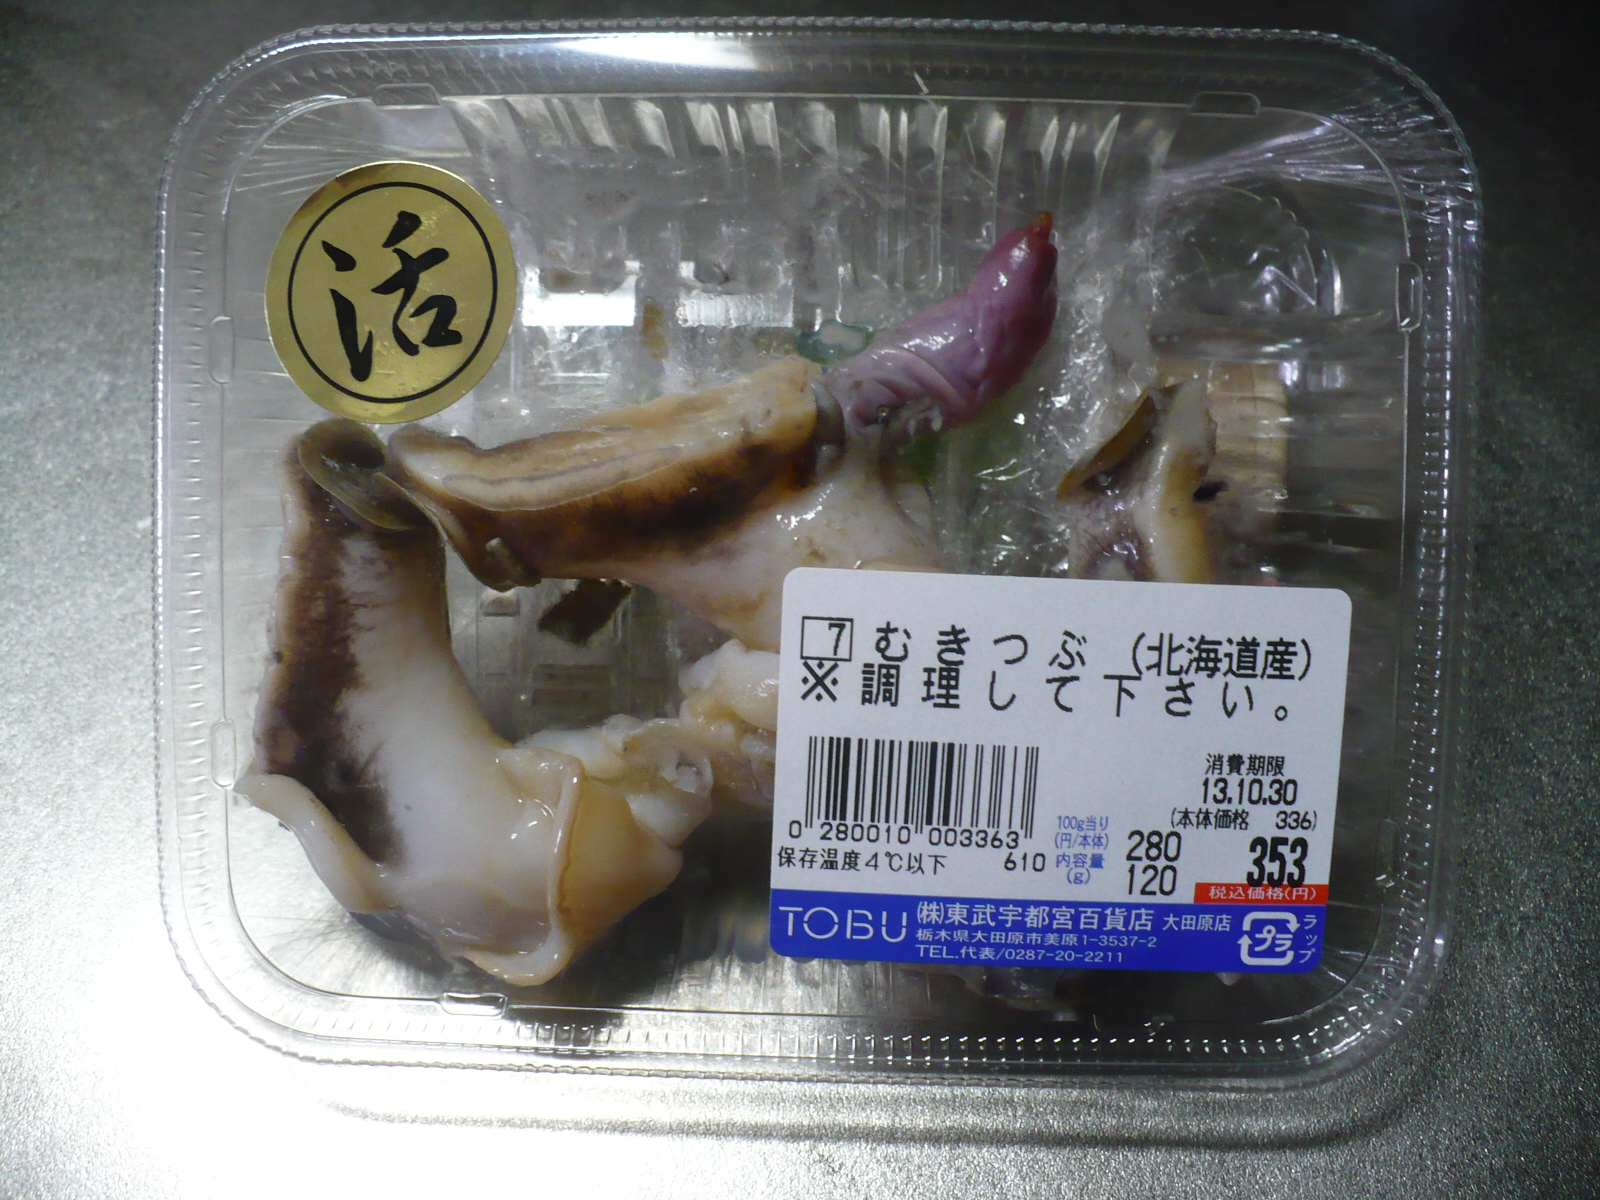 活
7 むきつぶ (北海道産)
※調理して下さい。
消費期限
13.10.30
(本体価格 336)
0 280010 003363
100g当り
(円/本体)
280
353
保存温度4℃以下 610
内容量
(g)
120
税込価格(円)
TOBU
(株)東武宇都宮百貨店 大田原店
栃木県大田原市美原1-3537-2
TEL.代表/0287-20-2211
プラ
ラップ